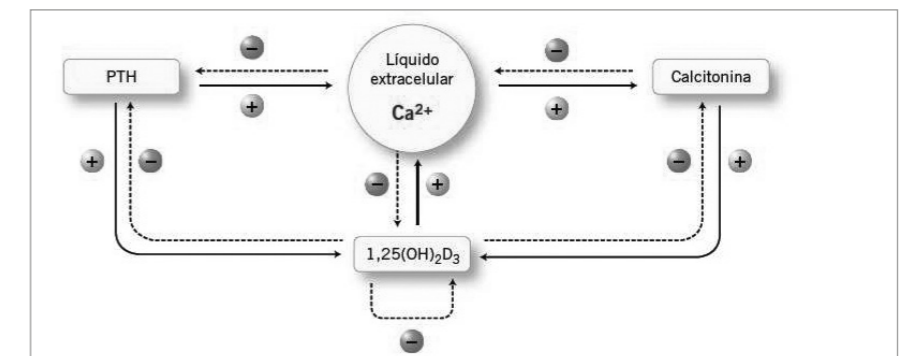 PTH
Líquido
extracelular
Ca²⁺
Calcitonina
−
+
−
+
+
−
−
+
−
+
1,25(OH)₂D₃
−